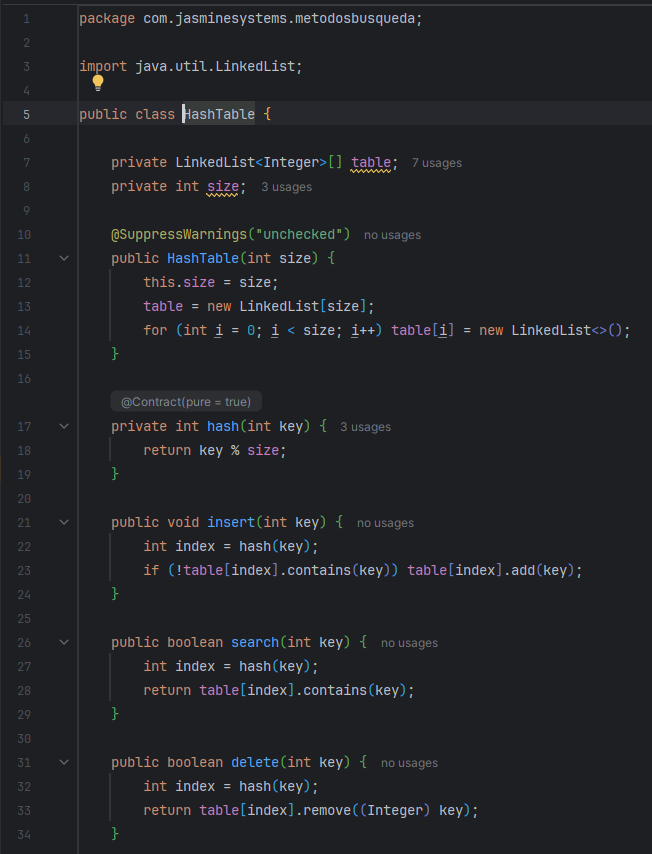 1 package com.jasminesystems.metodosbusqueda;
2
3 import java.util.LinkedList;
4
5 public class HashTable {
6
7 private LinkedList<Integer>[] table; 7 usages
8 private int size; 3 usages
9
10 @SuppressWarnings("unchecked") no usages
11 public HashTable(int size) {
12 this.size = size;
13 table = new LinkedList[size];
14 for (int i = 0; i < size; i++) table[i] = new LinkedList<>();
15 }
16
@Contract(pure = true)
17 private int hash(int key) { 3 usages
18 return key % size;
19 }
20
21 public void insert(int key) { no usages
22 int index = hash(key);
23 if (!table[index].contains(key)) table[index].add(key);
24 }
25
26 public boolean search(int key) { no usages
27 int index = hash(key);
28 return table[index].contains(key);
29 }
30
31 public boolean delete(int key) { no usages
32 int index = hash(key);
33 return table[index].remove((Integer) key);
34 }